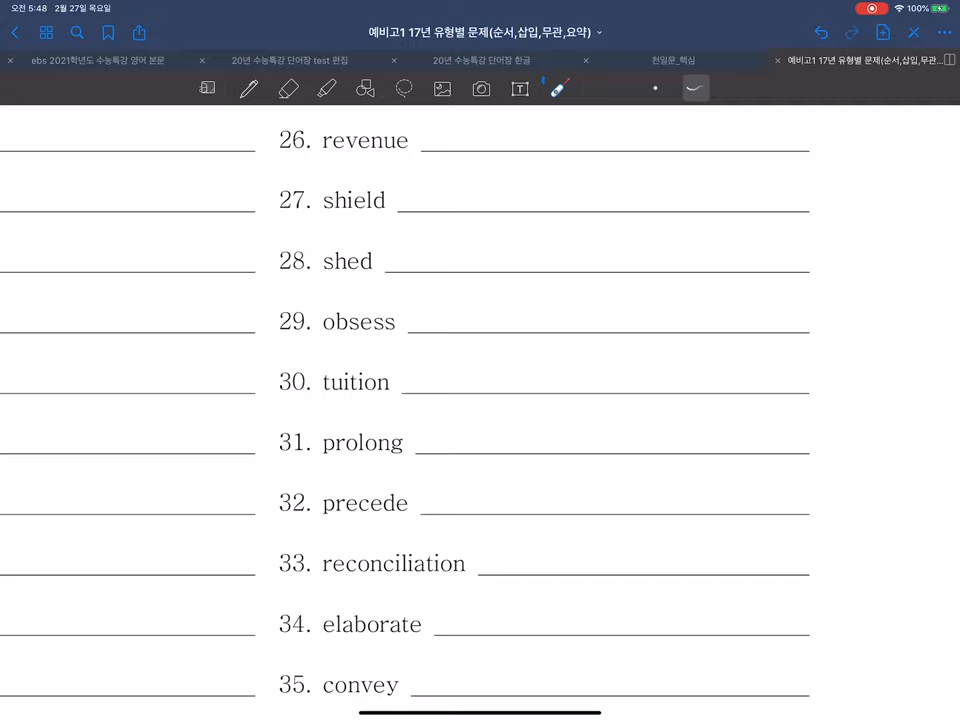 오전 5:48 2월 27일 목요일
100%
예비고1 17년 유형별 문제(순서,삽입,무관,요약)
ebs 2021학년도 수능특강 영어 본문
20년 수능특강 단어장 test 편집
20년 수능특강 단어장 한글
천일문_핵심
예비고1 17년 유형별 문제(순서,삽입,무관,...
26. revenue
27. shield
28. shed
29. obsess
30. tuition
31. prolong
32. precede
33. reconciliation
34. elaborate
35. convey